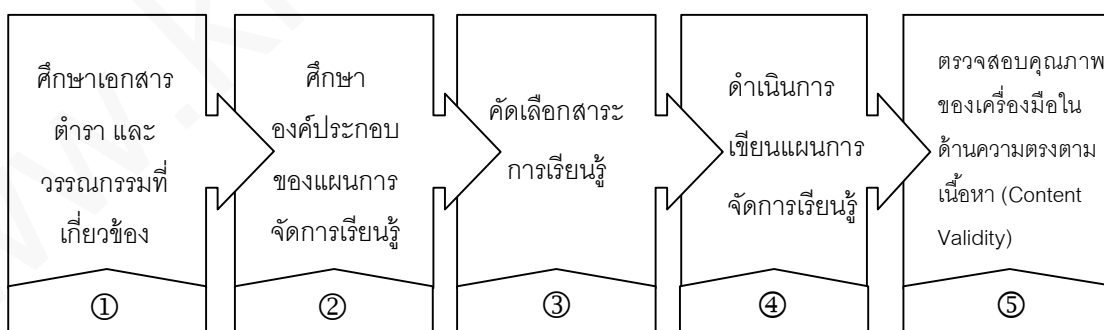 ศึกษาเอกสาร
ตำรา และ
วรรณกรรมที่
เกี่ยวข้อง
①
ศึกษา
องค์ประกอบ
ของแผนการ
จัดการเรียนรู้
②
คัดเลือกสาระ
การเรียนรู้
③
ดำเนินการ
เขียนแผนการ
จัดการเรียนรู้
④
ตรวจสอบคุณภาพ
ของเครื่องมือใน
ด้านความตรงตาม
เนื้อหา (Content
Validity)
⑤